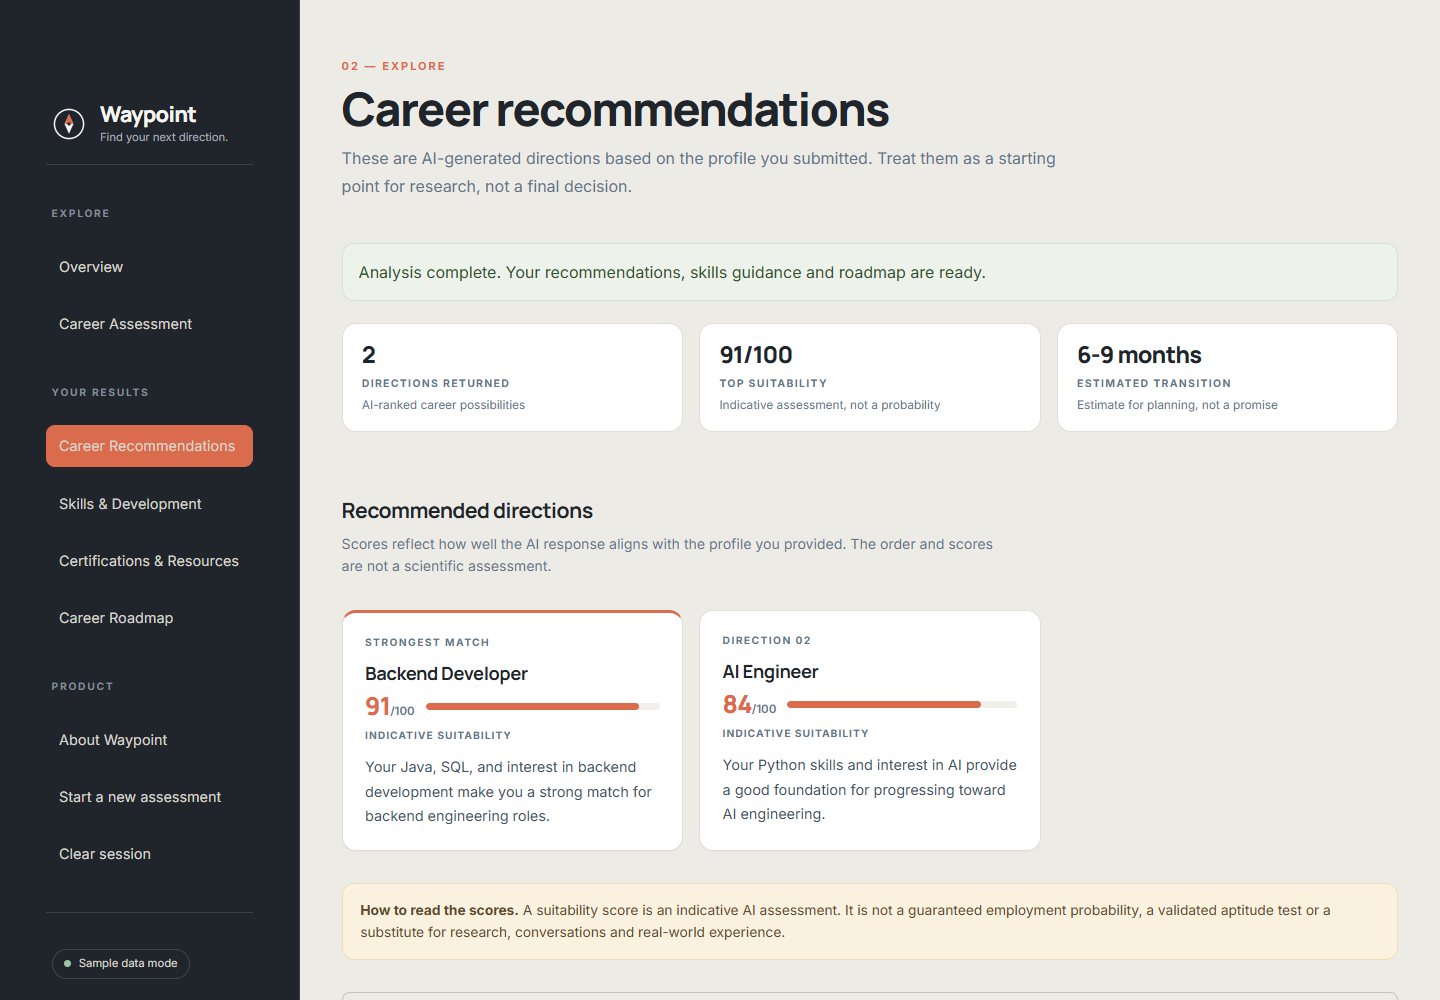 Waypoint
Find your next direction.
EXPLORE
Overview
Career Assessment
YOUR RESULTS
Career Recommendations
Skills & Development
Certifications & Resources
Career Roadmap
PRODUCT
About Waypoint
Start a new assessment
Clear session
Sample data mode
02 — EXPLORE
Career recommendations
These are AI-generated directions based on the profile you submitted. Treat them as a starting
point for research, not a final decision.
Analysis complete. Your recommendations, skills guidance and roadmap are ready.
2
DIRECTIONS RETURNED
AI-ranked career possibilities
91/100
TOP SUITABILITY
Indicative assessment, not a probability
6-9 months
ESTIMATED TRANSITION
Estimate for planning, not a promise
Recommended directions
Scores reflect how well the AI response aligns with the profile you provided. The order and scores
are not a scientific assessment.
STRONGEST MATCH
Backend Developer
91/100
INDICATIVE SUITABILITY
Your Java, SQL, and interest in backend
development make you a strong match for
backend engineering roles.
DIRECTION 02
AI Engineer
84/100
INDICATIVE SUITABILITY
Your Python skills and interest in AI provide
a good foundation for progressing toward
AI engineering.
How to read the scores. A suitability score is an indicative AI assessment. It is not a guaranteed employment probability, a validated aptitude test or a
substitute for research, conversations and real-world experience.